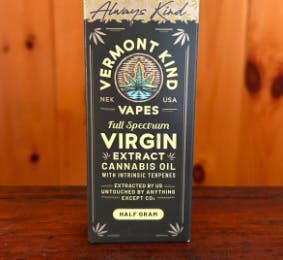 Always Kind
VERMONT KIND
NEK USA
VAPES
Full Spectrum
VIRGIN
EXTRACT
CANNABIS OIL
WITH INTRINSIC TERPENES
EXTRACTED BY US
UNTOUCHED BY ANYTHING
EXCEPT CO₂
HALF GRAM